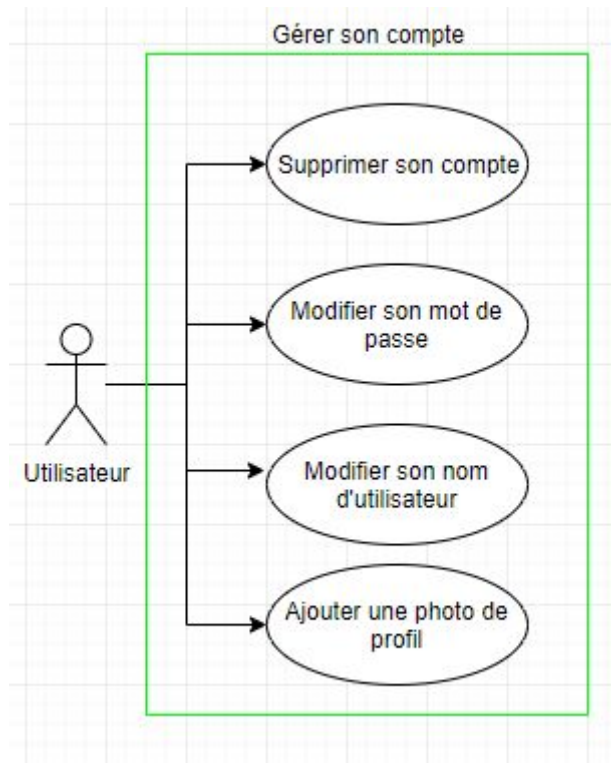 Gérer son compte
Supprimer son compte
Modifier son mot de
passe
Utilisateur
Modifier son nom
d'utilisateur
Ajouter une photo de
profil